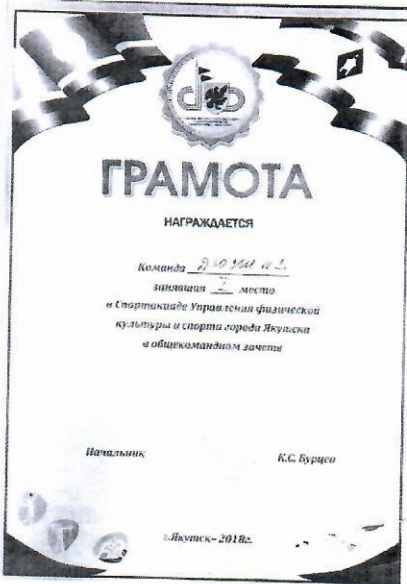 ГРАМОТА
НАГРАЖДАЕТСЯ
Команда
занявшая I место
в Спартакиаде Управления физической
культуры и спорта города Якутска
в общекомандном зачете
Начальник К.С. Бурцев
г.Якутск–2018г.